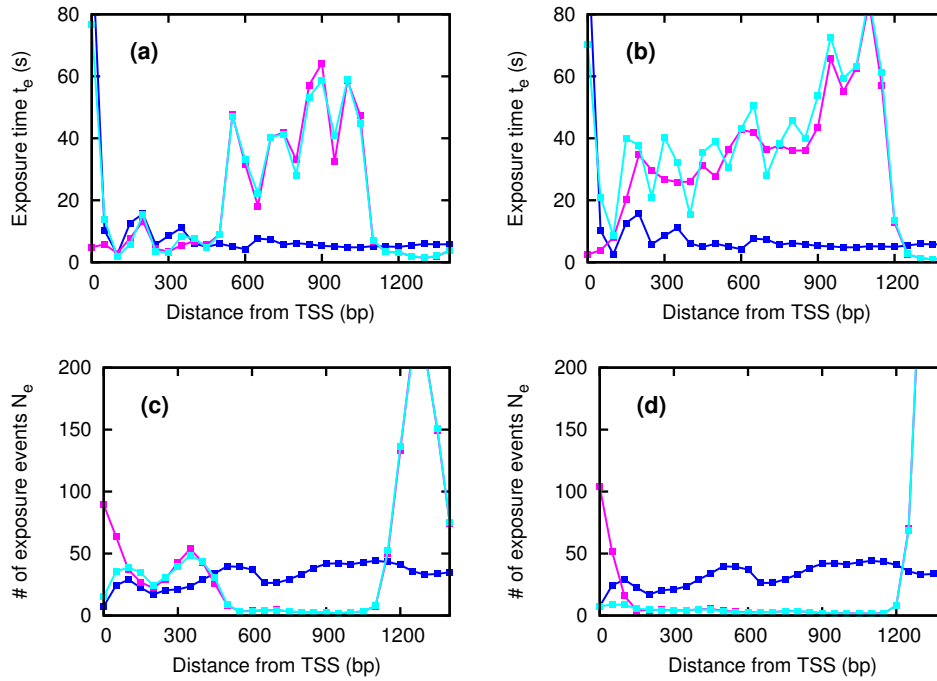 (a)
Exposure time t_e (s)
80
60
40
20
0
0 300 600 900 1200
Distance from TSS (bp)
(b)
Exposure time t_e (s)
80
60
40
20
0
0 300 600 900 1200
Distance from TSS (bp)
(c)
# of exposure events N_e
200
150
100
50
0
0 300 600 900 1200
Distance from TSS (bp)
(d)
# of exposure events N_e
200
150
100
50
0
0 300 600 900 1200
Distance from TSS (bp)